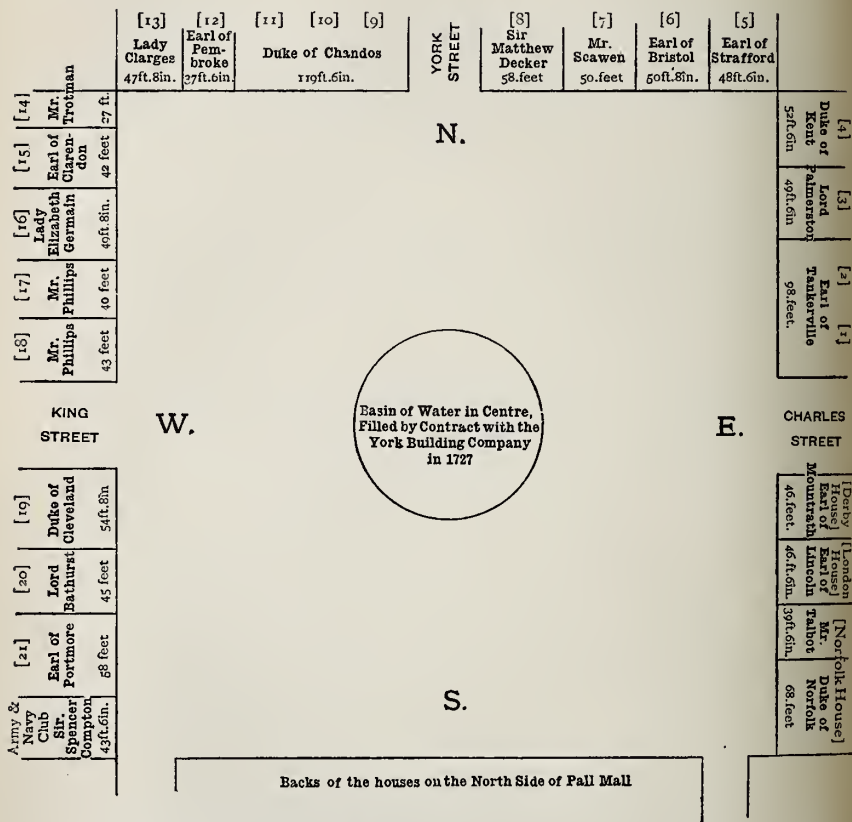 [13]
Lady
Clarges
47ft.8in.
[12]
Earl of
Pem-
broke
37ft.6in.
[11] [10] [9]
Duke of Chandos
119ft.6in.
YORK
STREET
[8]
Sir
Matthew
Decker
58.feet
[7]
Mr.
Scawen
50.feet
[6]
Earl of
Bristol
50ft.8in.
[5]
Earl of
Strafford
48ft.6in.
[14]
Mr.
Trotman
27 ft.
[15]
Earl of
Claren-
don
42 feet
[16]
Lady
Elizabeth
Germain
49ft.8in.
[17]
Mr.
Phillips
40 feet
[18]
Mr.
Phillips
43 feet
KING
STREET
[19]
Duke of
Cleveland
54ft.8in
[20]
Lord
Bathurst
45 feet
[21]
Earl of
Portmore
68 feet
Army &
Navy
Club
Sir.
Spencer
Compton
43ft.6in.
N.
W.
Basin of Water in Centre,
Filled by Contract with the
York Building Company
in 1727
E.
S.
[4]
Duke of
Kent
52ft.6in
[3]
Lord
Palmerston
49ft.6in
[2] [1]
Earl of
Tankerville
98.feet.
CHARLES
STREET
[Derby
House]
Earl of
Mountrath
46.feet.
[London
House]
Earl of
Lincoln
46.ft.6in.
[Norfolk House]
Mr.
Talbot
39ft.6in.
Duke of
Norfolk
68.feet
Backs of the houses on the North Side of Pall Mall